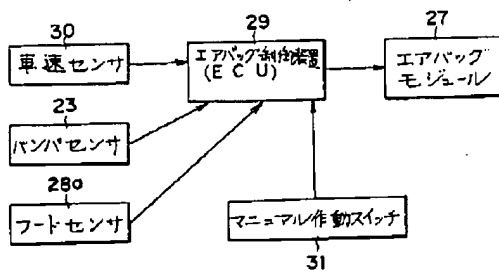 30
車速センサ
23
バンパセンサ
28a
フードセンサ
29
エアバッグ制御装置
(ECU)
27
エアバッグ
モジュール
マニュアル作動スイッチ
31